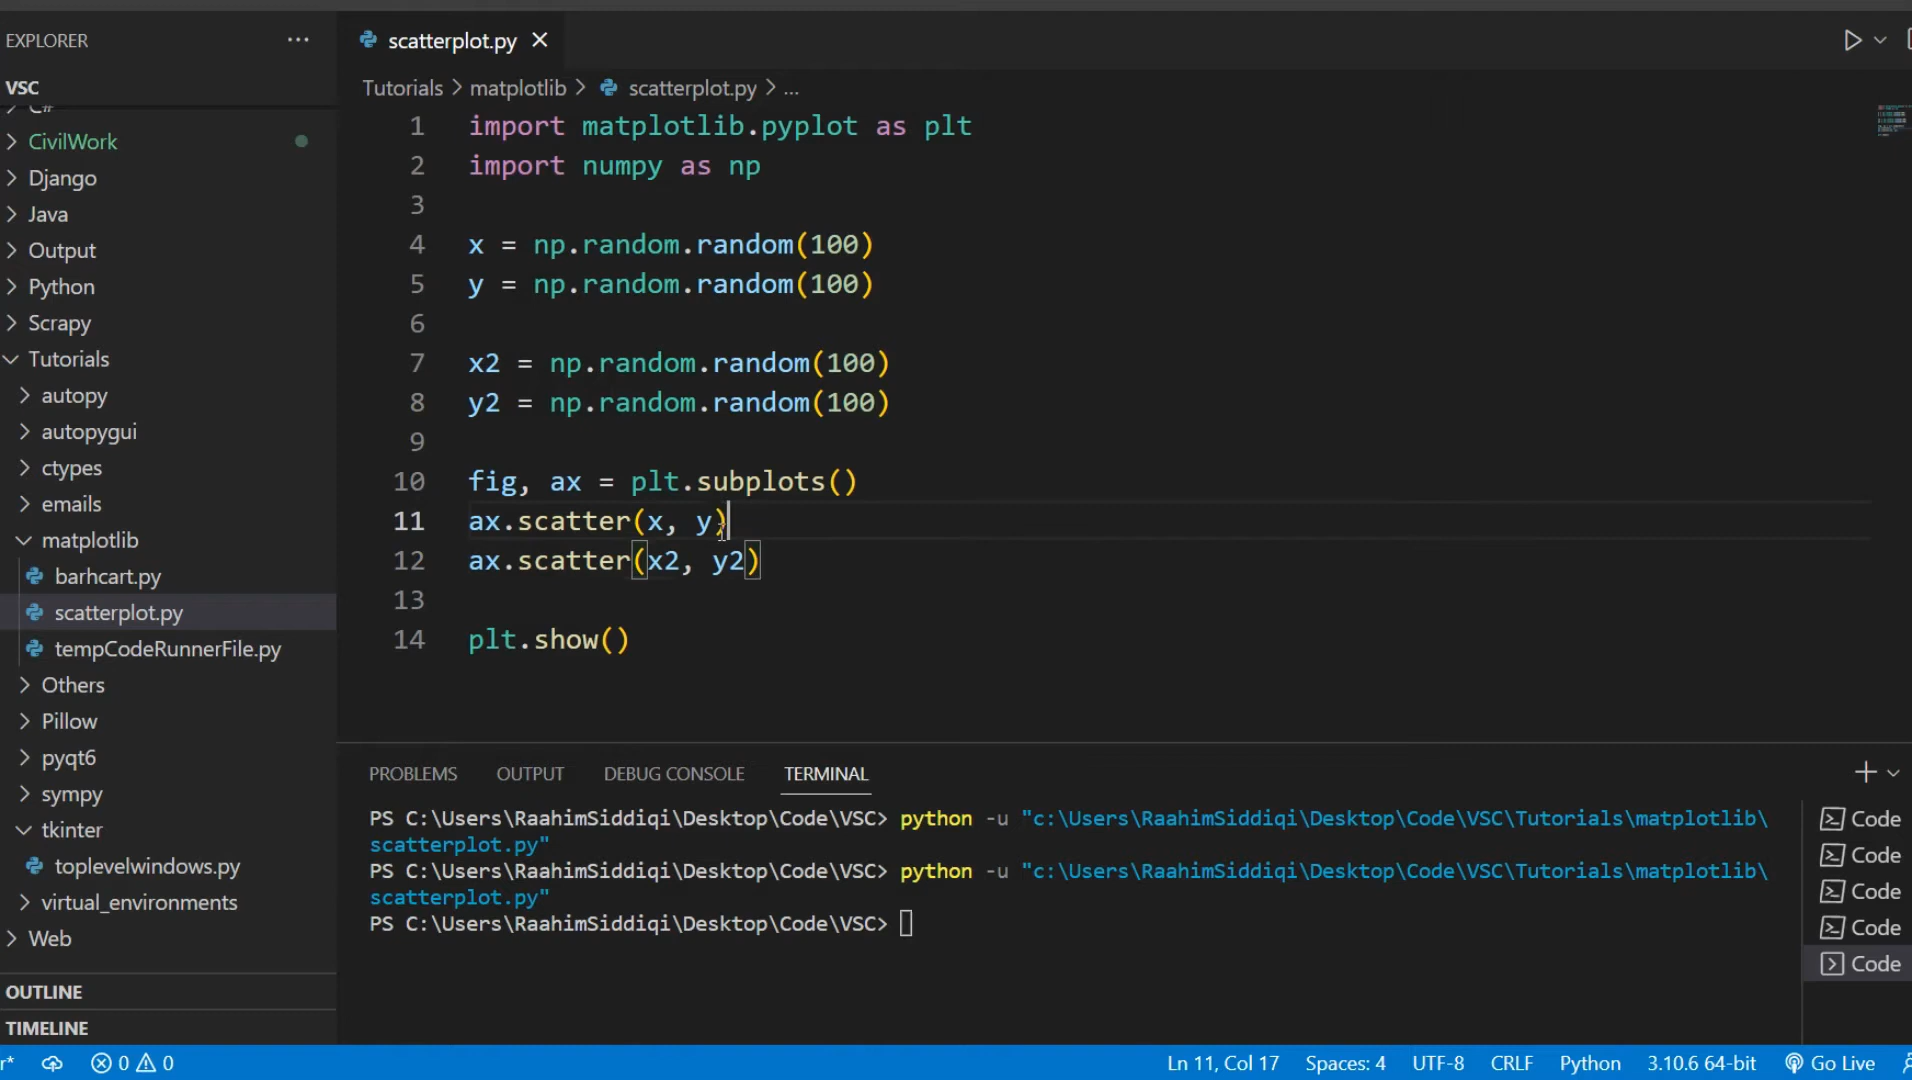 EXPLORER
VSC
C#
CivilWork
Django
Java
Output
Python
Scrapy
Tutorials
autopy
autopygui
ctypes
emails
matplotlib
barhcart.py
scatterplot.py
tempCodeRunnerFile.py
Others
Pillow
pyqt6
sympy
tkinter
toplevelwindows.py
virtual_environments
Web
OUTLINE
TIMELINE
scatterplot.py
Tutorials > matplotlib > scatterplot.py > ...
1 import matplotlib.pyplot as plt
2 import numpy as np
3
4 x = np.random.random(100)
5 y = np.random.random(100)
6
7 x2 = np.random.random(100)
8 y2 = np.random.random(100)
9
10 fig, ax = plt.subplots()
11 ax.scatter(x, y)
12 ax.scatter(x2, y2)
13
14 plt.show()
PROBLEMS OUTPUT DEBUG CONSOLE TERMINAL
PS C:\Users\RaahimSiddiqi\Desktop\Code\VSC> python -u "c:\Users\RaahimSiddiqi\Desktop\Code\VSC\Tutorials\matplotlib\
scatterplot.py"
PS C:\Users\RaahimSiddiqi\Desktop\Code\VSC> python -u "c:\Users\RaahimSiddiqi\Desktop\Code\VSC\Tutorials\matplotlib\
scatterplot.py"
PS C:\Users\RaahimSiddiqi\Desktop\Code\VSC>
Code
Code
Code
Code
Code
r* 0 0 Ln 11, Col 17 Spaces: 4 UTF-8 CRLF Python 3.10.6 64-bit Go Live